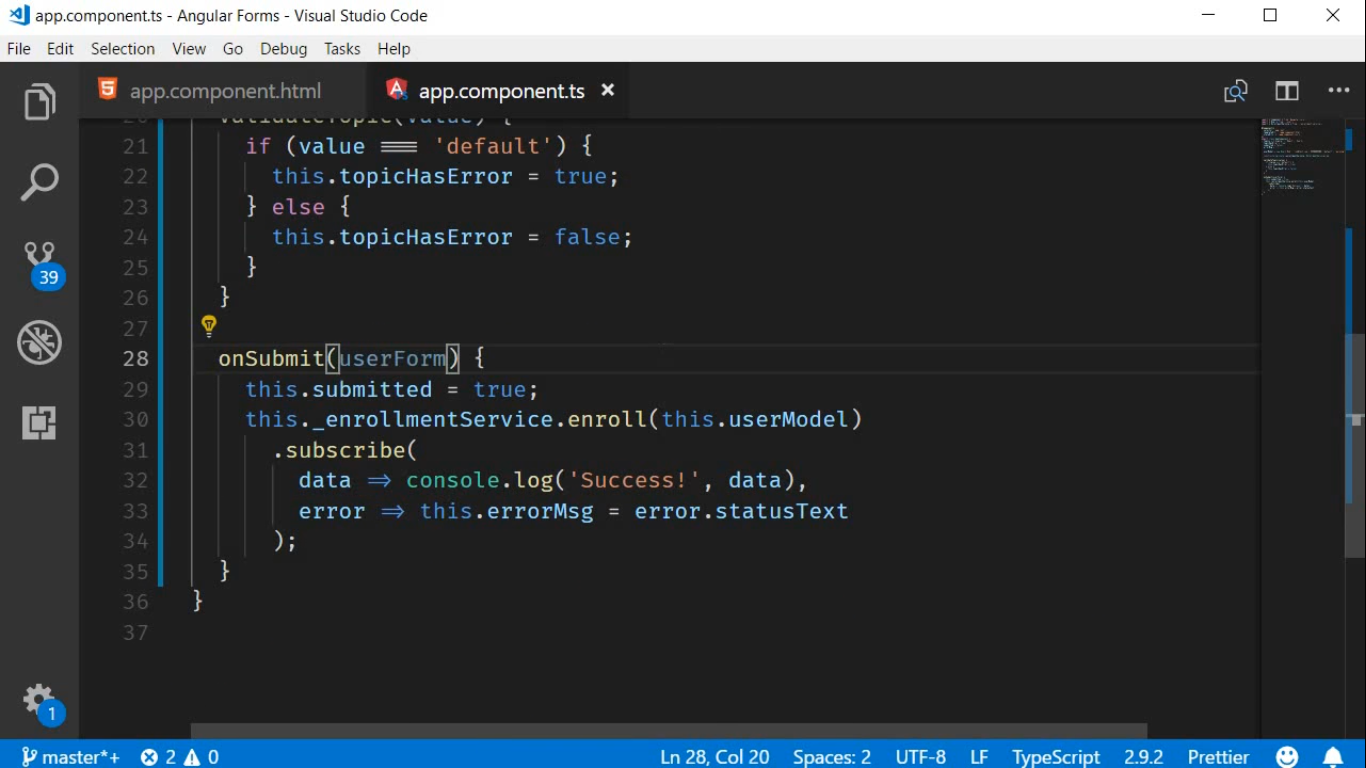 app.component.ts - Angular Forms - Visual Studio Code
File Edit Selection View Go Debug Tasks Help
app.component.html app.component.ts
20 validateTopic(value) {
21 if (value === 'default') {
22 this.topicHasError = true;
23 } else {
24 this.topicHasError = false;
25 }
26 }
27
28 onSubmit(userForm) {
29 this.submitted = true;
30 this._enrollmentService.enroll(this.userModel)
31 .subscribe(
32 data => console.log('Success!', data),
33 error => this.errorMsg = error.statusText
34 );
35 }
36 }
37
39
1
master*+ 2 0 Ln 28, Col 20 Spaces: 2 UTF-8 LF TypeScript 2.9.2 Prettier